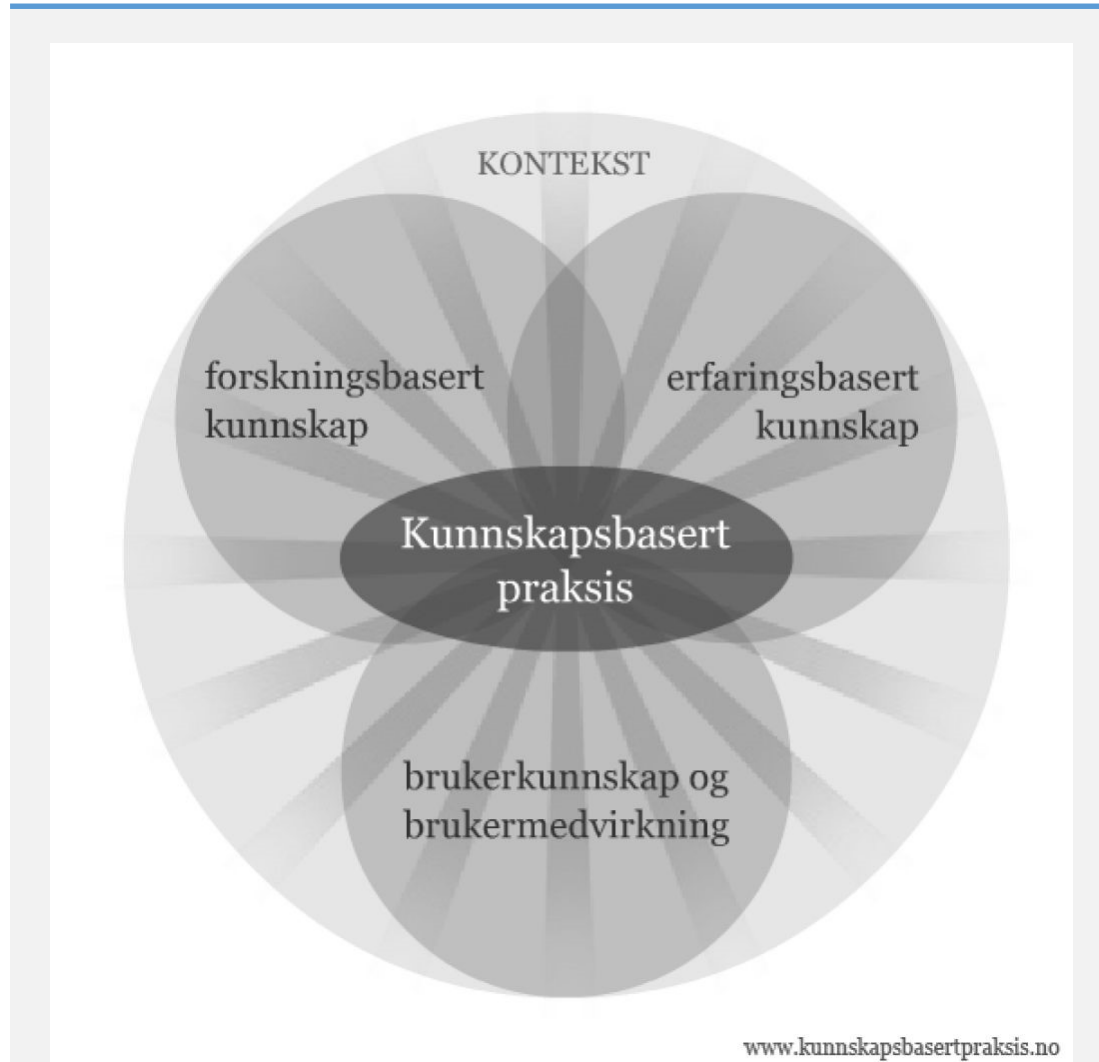 KONTEKST
forskningsbasert
kunnskap
erfaringsbasert
kunnskap
Kunnskapsbasert
praksis
brukerkunnskap og
brukermedvirkning
www.kunnskapsbasertpraksis.no